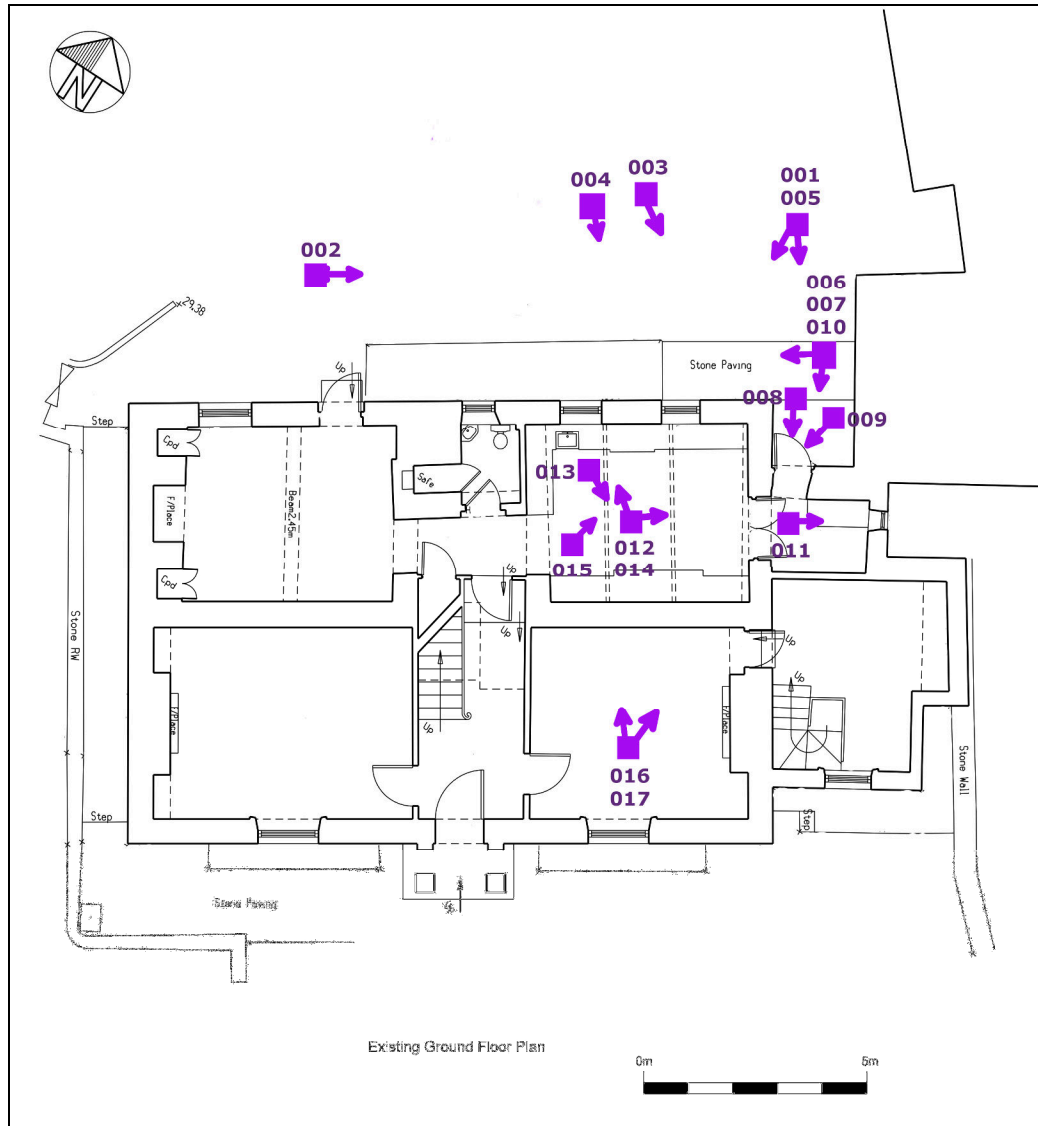 N
003
004
001
005
002
006
007
010
29.38
Up
Stone Paving
008
009
Step
Cpd
Safe
013
F/Place
Beam2.45m
012
014
015
011
Up
Cpd
Up
Up
Stone RW
Up
F/Place
Up
F/Place
016
017
Stone Wall
Step
Step
Stone Paving
Up
Existing Ground Floor Plan
0m
5m